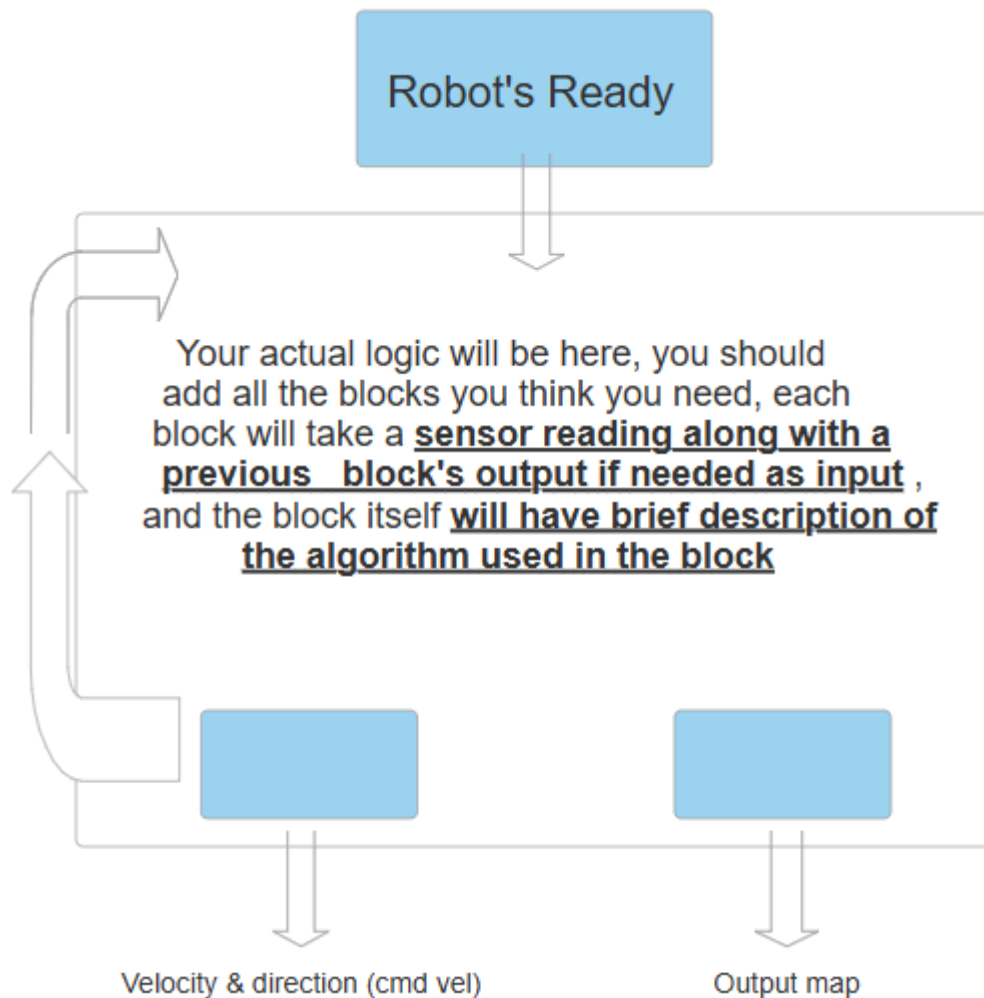 Robot's Ready
Your actual logic will be here, you should
add all the blocks you think you need, each
block will take a sensor reading along with a
previous block's output if needed as input ,
and the block itself will have brief description of
the algorithm used in the block
Velocity & direction (cmd vel)
Output map